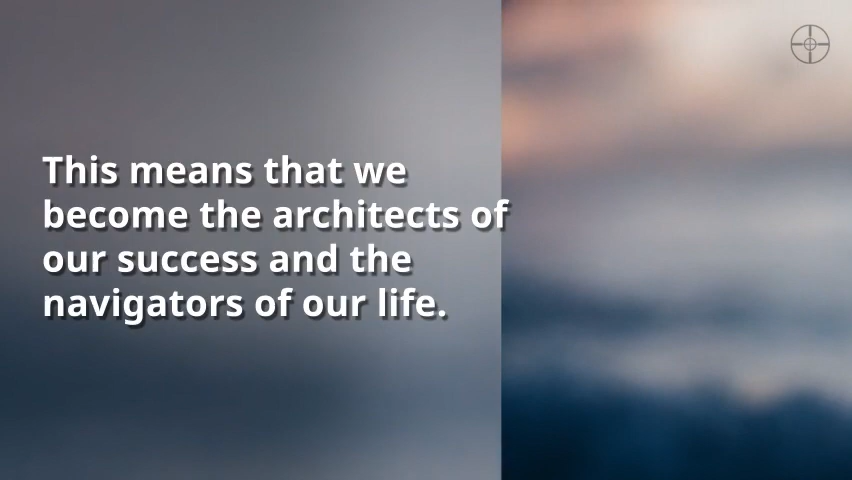 This means that we
become the architects of
our success and the
navigators of our life.